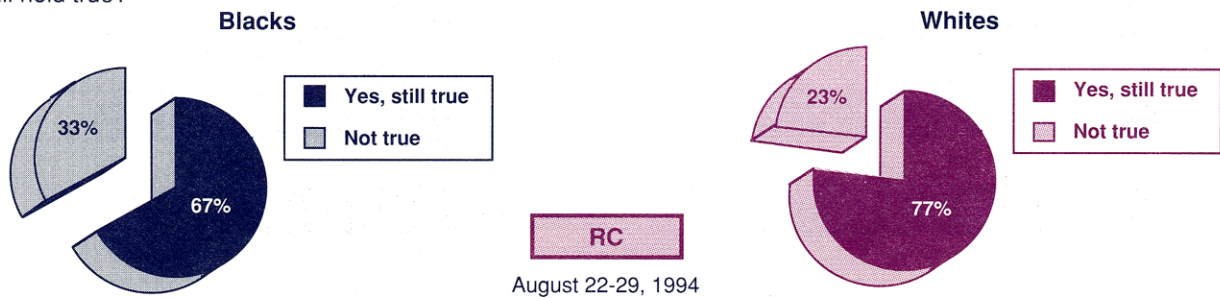 Blacks
Whites
33%
67%
Yes, still true
Not true
23%
77%
Yes, still true
Not true
RC
August 22-29, 1994